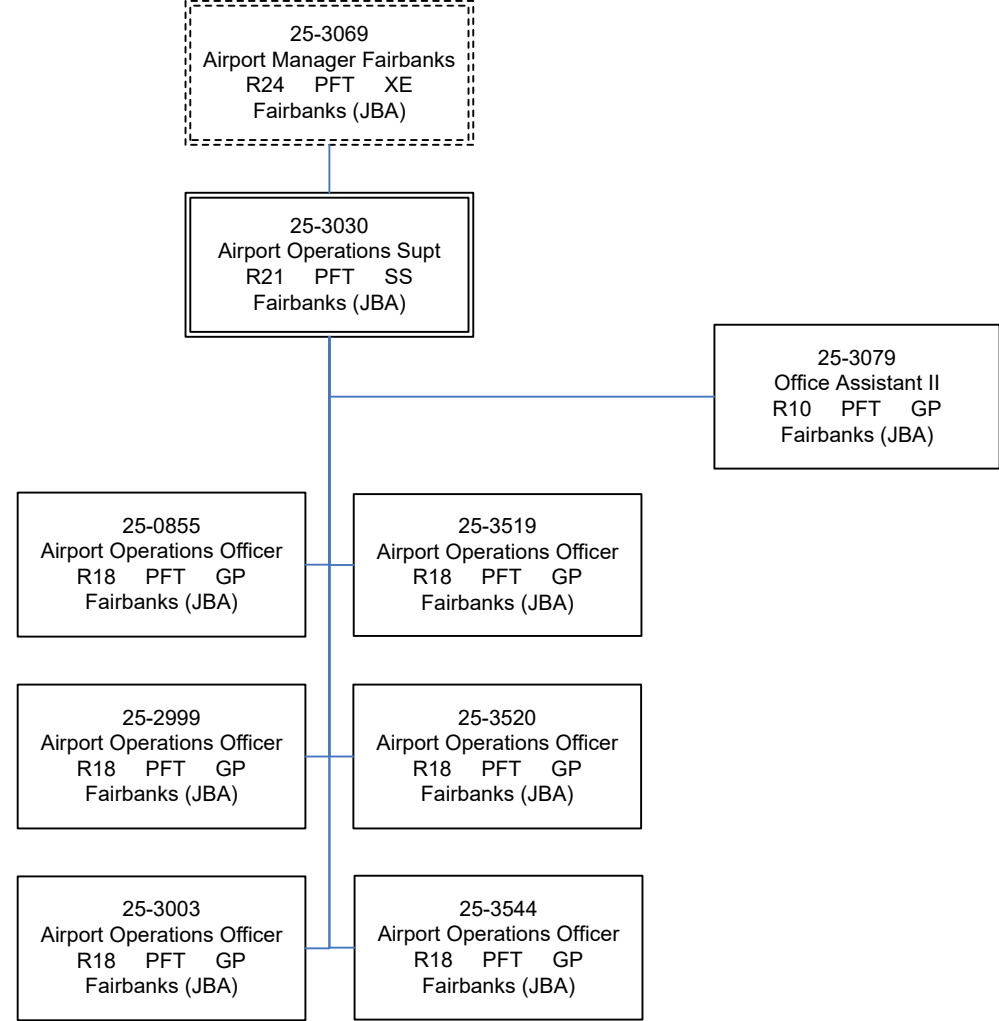 25-3069
Airport Manager Fairbanks
R24 PFT XE
Fairbanks (JBA)
25-3030
Airport Operations Supt
R21 PFT SS
Fairbanks (JBA)
25-3079
Office Assistant II
R10 PFT GP
Fairbanks (JBA)
25-0855
Airport Operations Officer
R18 PFT GP
Fairbanks (JBA)
25-3519
Airport Operations Officer
R18 PFT GP
Fairbanks (JBA)
25-2999
Airport Operations Officer
R18 PFT GP
Fairbanks (JBA)
25-3520
Airport Operations Officer
R18 PFT GP
Fairbanks (JBA)
25-3003
Airport Operations Officer
R18 PFT GP
Fairbanks (JBA)
25-3544
Airport Operations Officer
R18 PFT GP
Fairbanks (JBA)